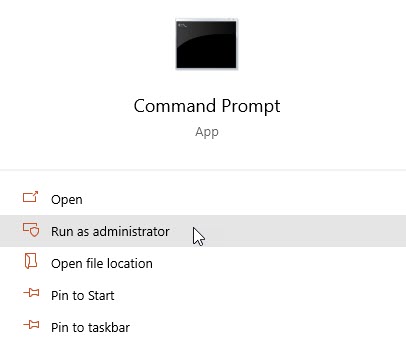 Command Prompt
App
Open
Run as administrator
Open file location
Pin to Start
Pin to taskbar